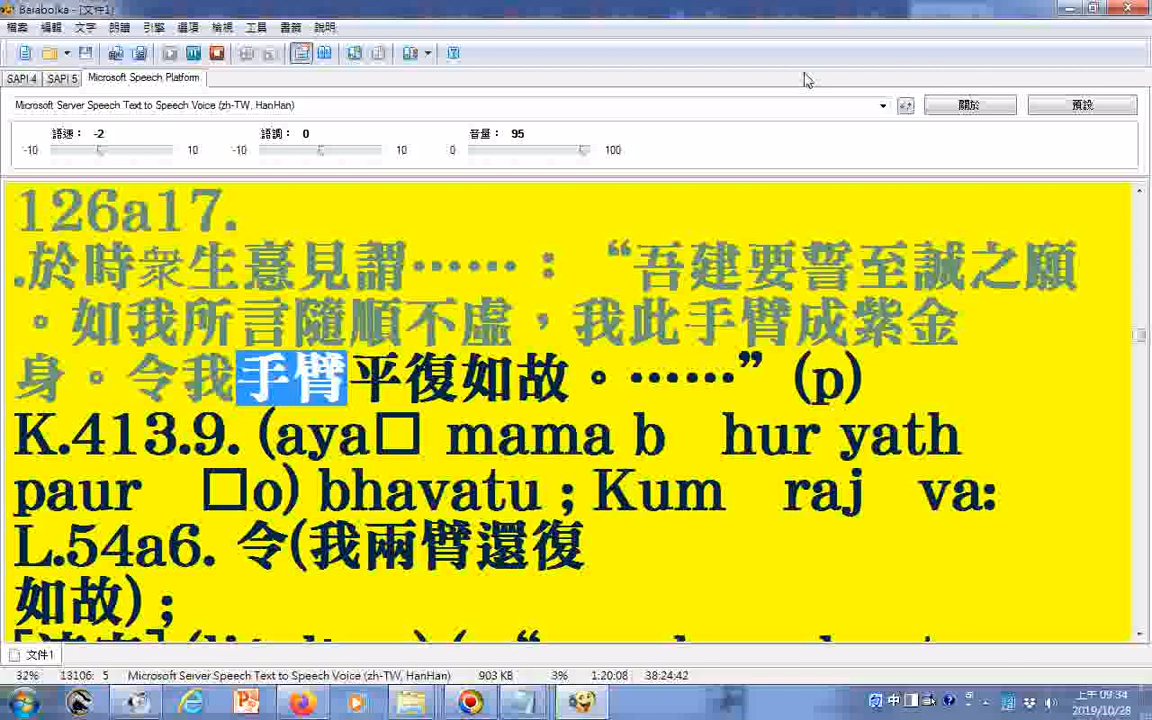 Balabolka - [文件1]
檔案 編輯 文字 朗讀 引擎 選項 檢視 工具 書籤 說明
SAPI 4 SAPI 5 Microsoft Speech Platform
Microsoft Server Speech Text to Speech Voice (zh-TW, HanHan) 關於 預設
語速： -2 語調： 0 音量： 95
-10 10 -10 10 0 100
126a17.
.於時衆生憙見謂⋯⋯： “吾建要誓至誠之願
。如我所言隨順不虛，我此手臂成紫金
身。令我手臂平復如故。⋯⋯” (p)
K.413.9. (aya□ mama b hur yath
paur □o) bhavatu ; Kum raj va:
L.54a6. 令(我兩臂還復
如故) ;
文件1
32% 13106: 5 Microsoft Server Speech Text to Speech Voice (zh-TW, HanHan) 903 KB 3% 1:20:08 38:24:42
中 上午 09:34
2019/10/28